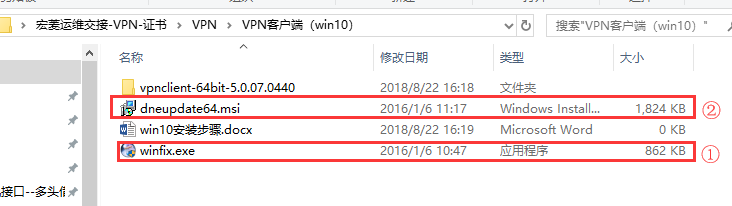 宏菱运维交接-VPN-证书 > VPN > VPN客户端（win10）
搜索"VPN客户端（win10）"
名称 修改日期 类型 大小
vpnclient-64bit-5.0.07.0440 2018/8/22 16:18 文件夹
dneupdate64.msi 2016/1/6 11:17 Windows Install... 1,824 KB ②
win10安装步骤.docx 2018/8/22 16:19 Microsoft Word 0 KB
winfix.exe 2016/1/6 10:47 应用程序 862 KB ①
接口--多头借